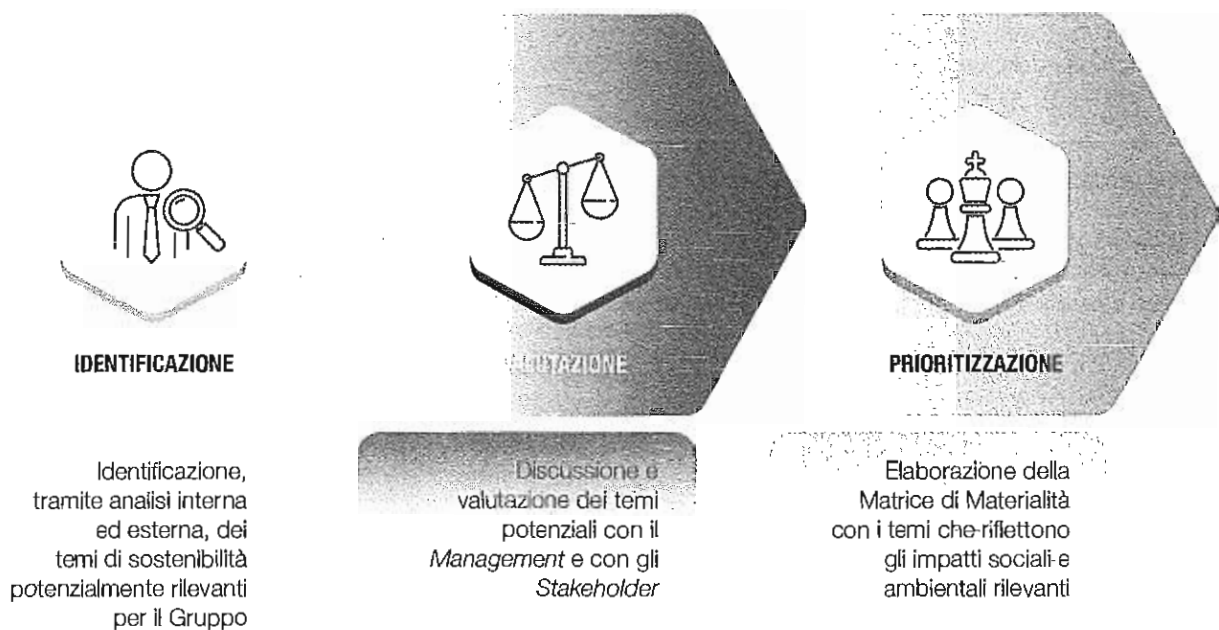 IDENTIFICAZIONE
VALUTAZIONE
PRIORITIZZAZIONE
Identificazione,
tramite analisi interna
ed esterna, dei
temi di sostenibilità
potenzialmente rilevanti
per il Gruppo
Discussione e
valutazione dei temi
potenziali con il
Management e con gli
Stakeholder
Elaborazione della
Matrice di Materialità
con i temi che riflettono
gli impatti sociali e
ambientali rilevanti